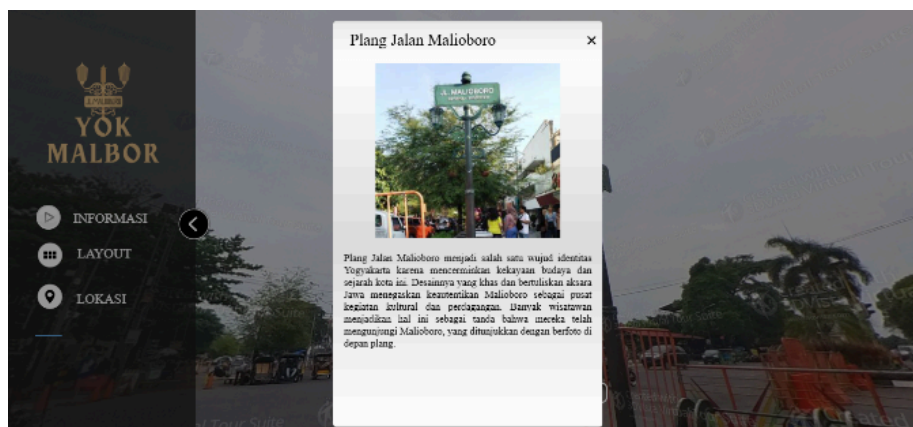 YOK
MALBOR
INFORMASI
LAYOUT
LOKASI
Plang Jalan Malioboro
×
JL. MALIOBORO
Plang Jalan Malioboro menjadi salah satu wujud identitas
Yogyakarta karena mencerminkan kekayaan budaya dan
sejarah kota ini. Desainnya yang khas dan bertuliskan aksara
Jawa menegaskan keautentikan Malioboro sebagai pusat
kegiatan kultural dan perdagangan. Banyak wisatawan
menjadikan hal ini sebagai tanda bahwa mereka telah
mengunjungi Malioboro, yang ditunjukkan dengan berfoto di
depan plang.